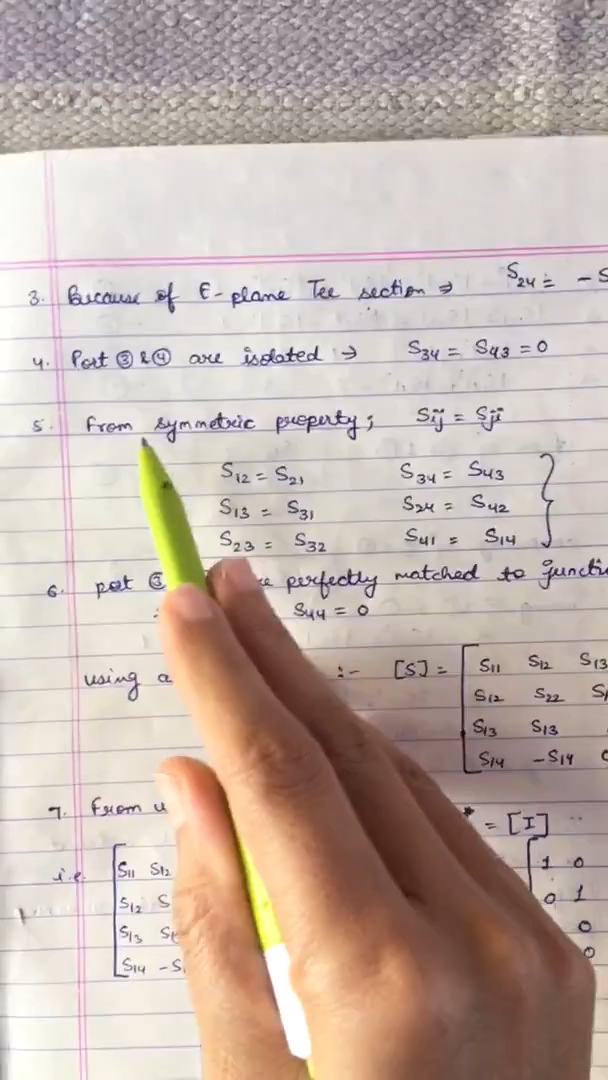 3. Because of E-plane Tee section ⇒ S24 = - S
4. Port ③ & ④ are isolated → S34 = S43 = 0
5. From symmetric property; Sij = Sji
S12 = S21 S34 = S43
S13 = S31 S24 = S42
S23 = S32 S41 = S14
6. port ③ perfectly matched to
S44 = 0
using :- [S] = S11 S12 S13
S12 S22
S13 S13
S14 -S14
7. From * = [I]
i.e. S11 S12 1 0
S12 0 1
S13 0
S14 0